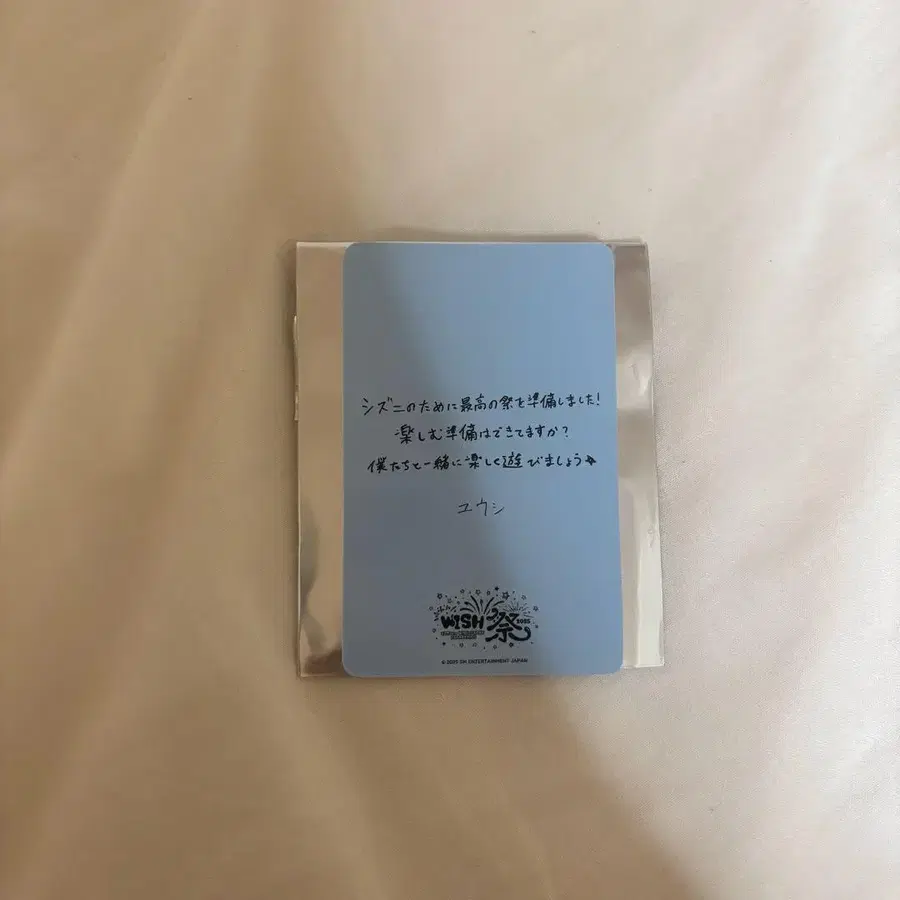 シズニのために最高の祭を準備しました!
楽しむ準備はできてますか?
僕たちと一緒に楽しく遊びましょう★
ユウシ
WISH 祭 2025
© 2025 SM ENTERTAINMENT JAPAN